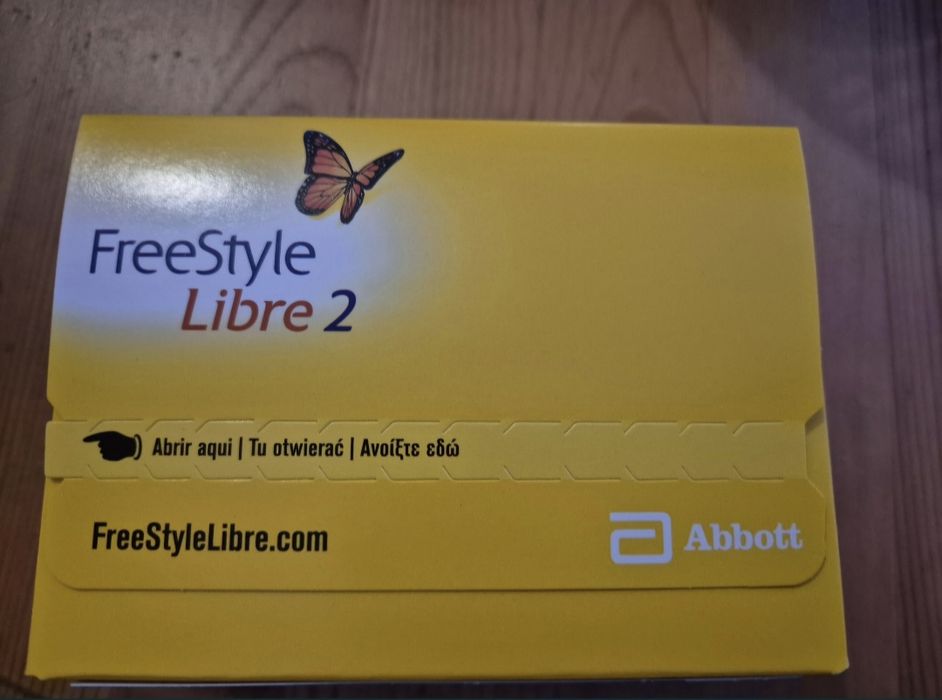 FreeStyle
Libre 2
Abrir aqui | Tu otwierać | Ανοίξτε εδώ
FreeStyleLibre.com
Abbott